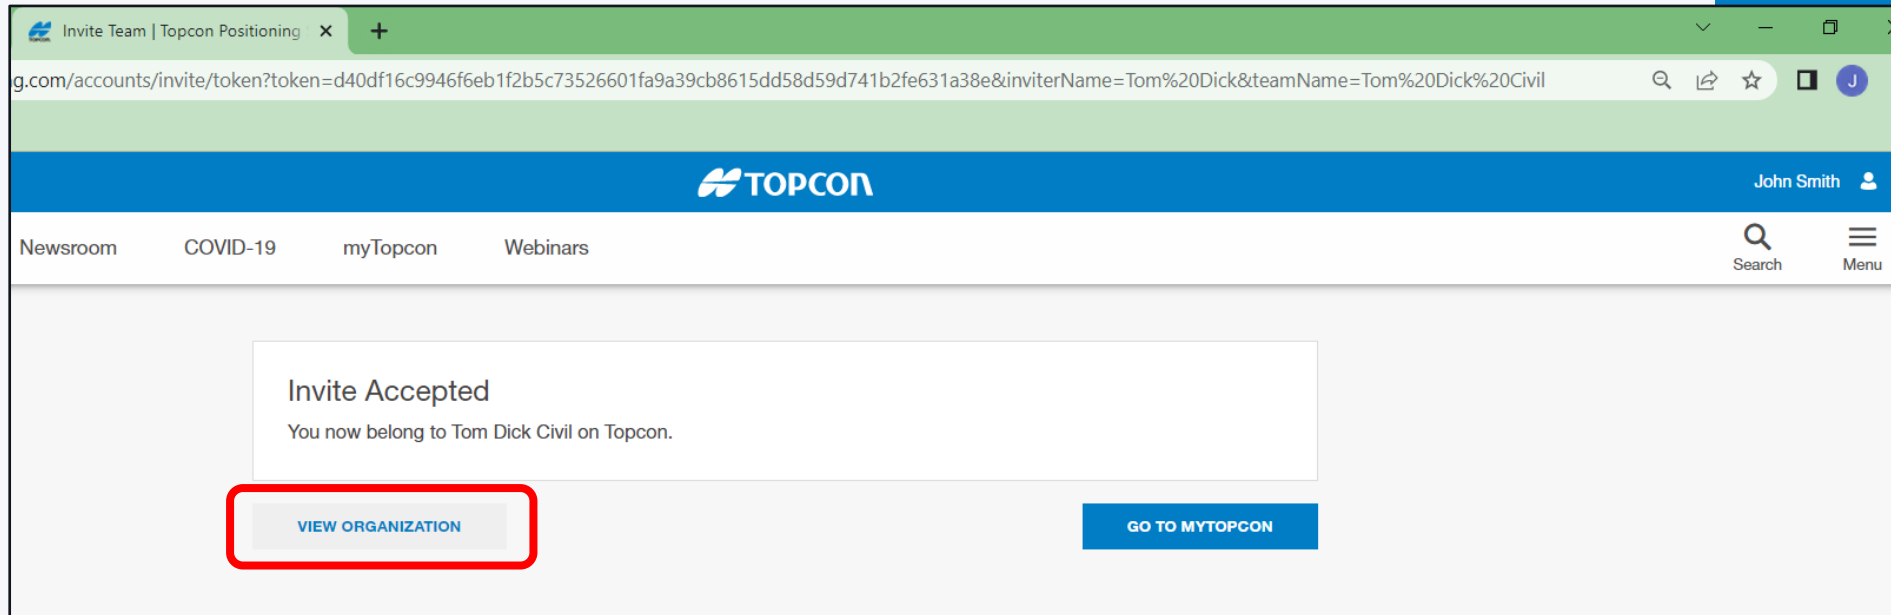 Invite Team | Topcon Positioning
g.com/accounts/invite/token?token=d40df16c9946f6eb1f2b5c73526601fa9a39cb8615dd58d59d741b2fe631a38e&inviterName=Tom%20Dick&teamName=Tom%20Dick%20Civil
J
TOPCON
TOPCON
John Smith
Newsroom COVID-19 myTopcon Webinars
Search Menu
Invite Accepted
You now belong to Tom Dick Civil on Topcon.
VIEW ORGANIZATION GO TO MYTOPCON